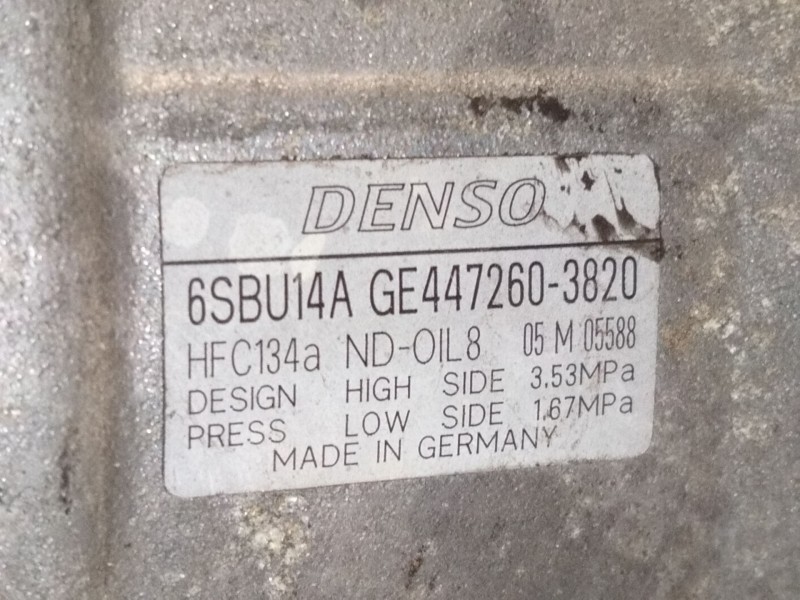 DENSO
6SBU14A GE447260-3820
HFC134a ND-OIL8 05 M 05588
DESIGN HIGH SIDE 3.53MPa
PRESS LOW SIDE 1.67MPa
MADE IN GERMANY